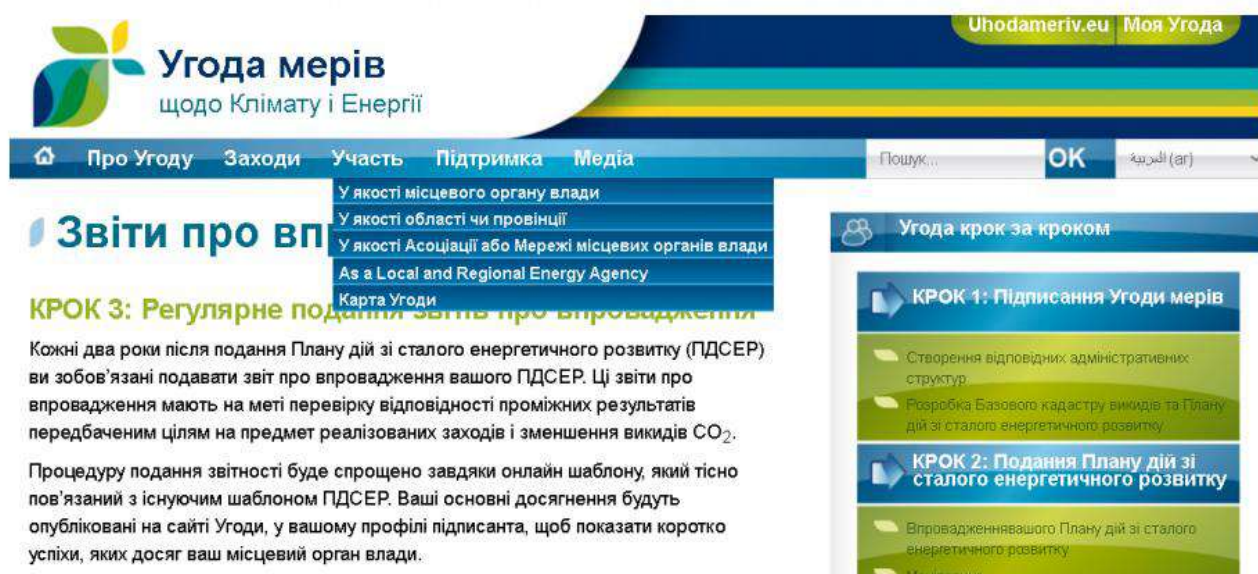 Uhodameriv.eu Моя Угода
Угода мерів
щодо Клімату і Енергії
Про Угоду Заходи Участь Підтримка Медіа
Пошук... OK العربية (ar)
У якості місцевого органу влади
У якості області чи провінції
У якості Асоціації або Мережі місцевих органів влади
As a Local and Regional Energy Agency
Карта Угоди
Звіти про вп
КРОК 3: Регулярне подання звітів про впровадження
Кожні два роки після подання Плану дій зі сталого енергетичного розвитку (ПДСЕР)
ви зобов'язані подавати звіт про впровадження вашого ПДСЕР. Ці звіти про
впровадження мають на меті перевірку відповідності проміжних результатів
передбаченим цілям на предмет реалізованих заходів і зменшення викидів CO₂.
Процедуру подання звітності буде спрощено завдяки онлайн шаблону, який тісно
пов'язаний з існуючим шаблоном ПДСЕР. Ваші основні досягнення будуть
опубліковані на сайті Угоди, у вашому профілі підписанта, щоб показати коротко
успіхи, яких досяг ваш місцевий орган влади.
Угода крок за кроком
КРОК 1: Підписання Угоди мерів
Створення відповідних адміністративних
структур
Розробка Базового кадастру викидів та Плану
дій зі сталого енергетичного розвитку
КРОК 2: Подання Плану дій зі
сталого енергетичного розвитку
Впровадженнявашого Плану дій зі сталого
енергетичного розвитку